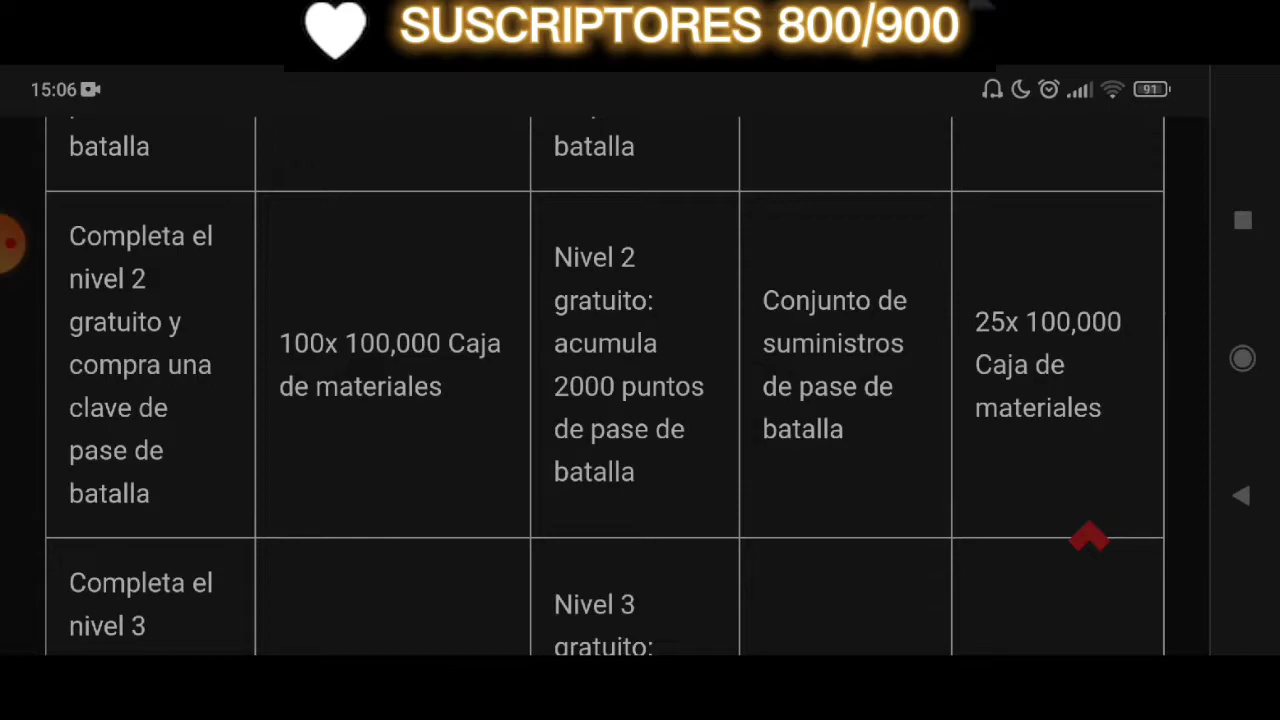 SUSCRIPTORES 800/900
15:06
91
batalla
batalla
Completa el
nivel 2
gratuito y
compra una
clave de
pase de
batalla
100x 100,000 Caja
de materiales
Nivel 2
gratuito:
acumula
2000 puntos
de pase de
batalla
Conjunto de
suministros
de pase de
batalla
25x 100,000
Caja de
materiales
Completa el
nivel 3
Nivel 3
gratuito: